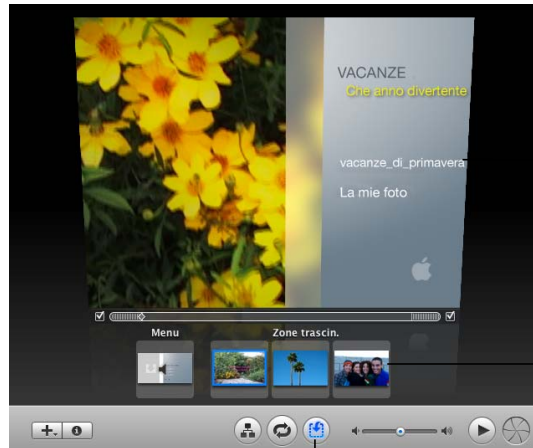 VACANZE
Che anno divertente
vacanze_di_primavera
La mie foto
Menu
Zone trascin.